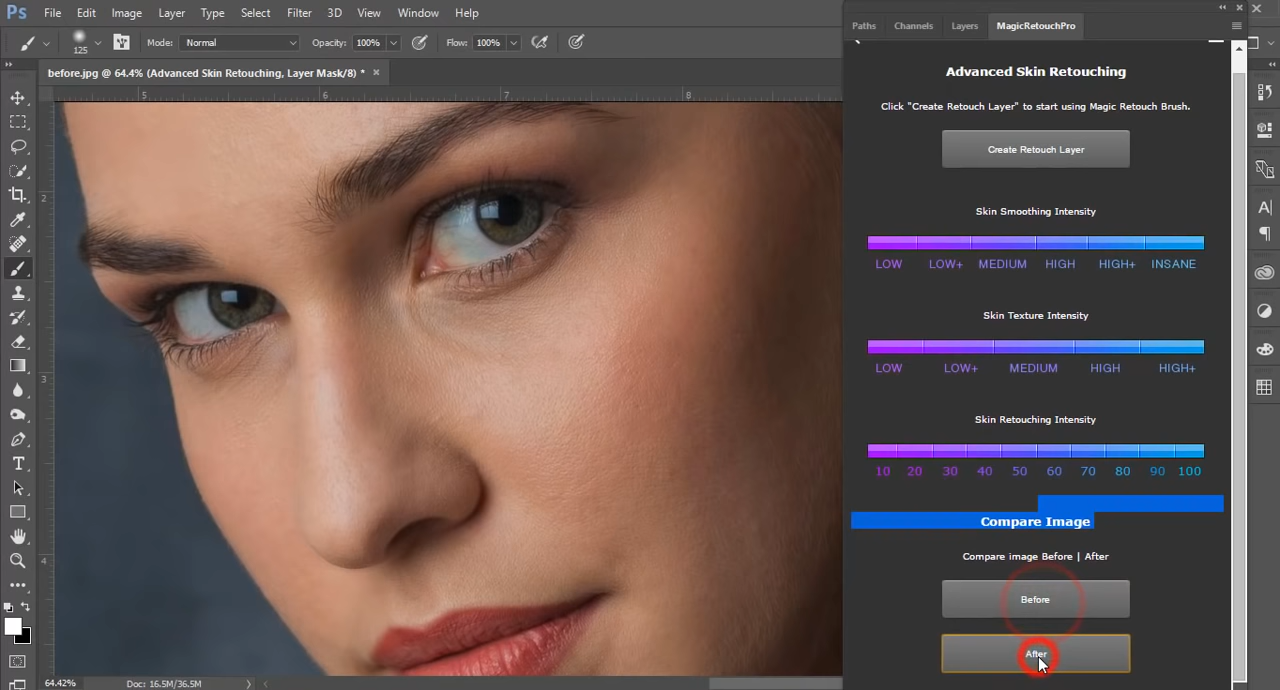 Ps File Edit Image Layer Type Select Filter 3D View Window Help
125 Mode: Normal Opacity: 100% Flow: 100%
before.jpg @ 64.4% (Advanced Skin Retouching, Layer Mask/8) * ×
5 6 7 8
2
3
4
T
64.42% Doc: 16.5M/36.5M
Paths Channels Layers MagicRetouchPro
Advanced Skin Retouching
Click "Create Retouch Layer" to start using Magic Retouch Brush.
Create Retouch Layer
Skin Smoothing Intensity
LOW LOW+ MEDIUM HIGH HIGH+ INSANE
Skin Texture Intensity
LOW LOW+ MEDIUM HIGH HIGH+
Skin Retouching Intensity
10 20 30 40 50 60 70 80 90 100
Compare Image
Compare image Before | After
Before
After
A